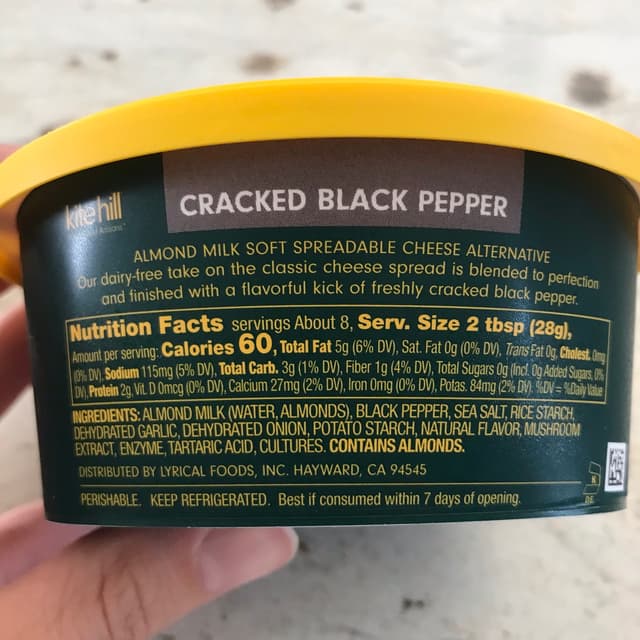 kite hill
CRACKED BLACK PEPPER
ALMOND MILK SOFT SPREADABLE CHEESE ALTERNATIVE
Our dairy-free take on the classic cheese spread is blended to perfection
and finished with a flavorful kick of freshly cracked black pepper.
Nutrition Facts servings About 8, Serv. Size 2 tbsp (28g),
Amount per serving: Calories 60, Total Fat 5g (6% DV), Sat. Fat 0g (0% DV), Trans Fat 0g, Cholest. 0mg
(0% DV), Sodium 115mg (5% DV), Total Carb. 3g (1% DV), Fiber 1g (4% DV), Total Sugars 0g (Incl. 0g Added Sugars, 0%
DV), Protein 2g, Vit. D 0mcg (0% DV), Calcium 27mg (2% DV), Iron 0mg (0% DV), Potas. 84mg (2% DV). %DV = %Daily Value
INGREDIENTS: ALMOND MILK (WATER, ALMONDS), BLACK PEPPER, SEA SALT, RICE STARCH,
DEHYDRATED GARLIC, DEHYDRATED ONION, POTATO STARCH, NATURAL FLAVOR, MUSHROOM
EXTRACT, ENZYME, TARTARIC ACID, CULTURES. CONTAINS ALMONDS.
DISTRIBUTED BY LYRICAL FOODS, INC. HAYWARD, CA 94545
PERISHABLE. KEEP REFRIGERATED. Best if consumed within 7 days of opening.